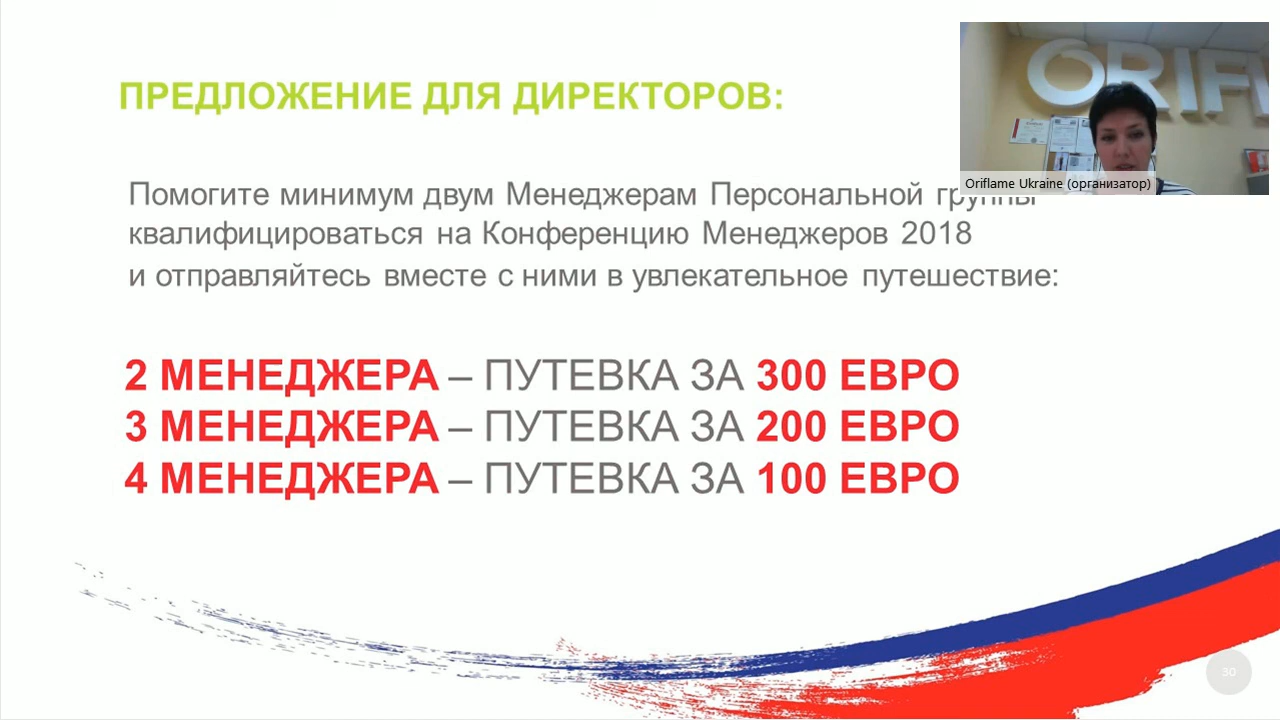 ПРЕДЛОЖЕНИЕ ДЛЯ ДИРЕКТОРОВ:
ORIF
Oriflame Ukraine (организатор)
Помогите минимум двум Менеджерам Персональной группы
квалифицироваться на Конференцию Менеджеров 2018
и отправляйтесь вместе с ними в увлекательное путешествие:
2 МЕНЕДЖЕРА – ПУТЕВКА ЗА 300 ЕВРО
3 МЕНЕДЖЕРА – ПУТЕВКА ЗА 200 ЕВРО
4 МЕНЕДЖЕРА – ПУТЕВКА ЗА 100 ЕВРО
30